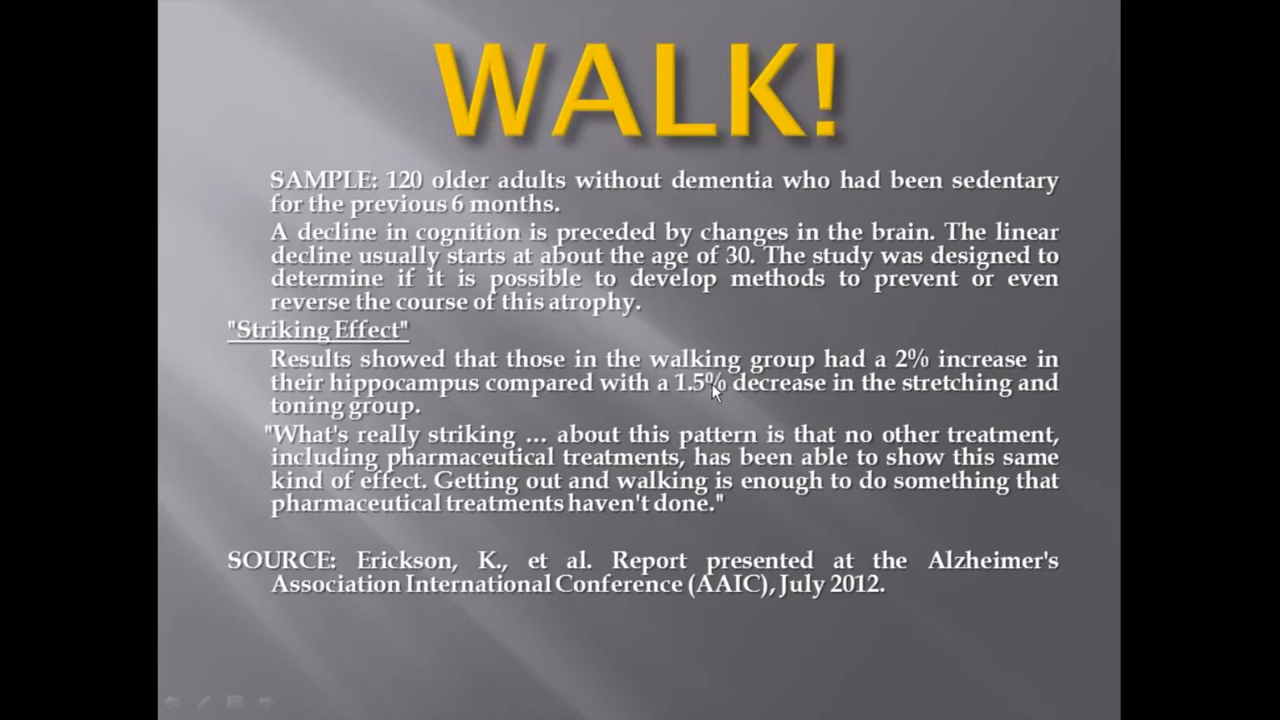 WALK!
SAMPLE: 120 older adults without dementia who had been sedentary
for the previous 6 months.
A decline in cognition is preceded by changes in the brain. The linear
decline usually starts at about the age of 30. The study was designed to
determine if it is possible to develop methods to prevent or even
reverse the course of this atrophy.
"Striking Effect"
Results showed that those in the walking group had a 2% increase in
their hippocampus compared with a 1.5% decrease in the stretching and
toning group.
"What's really striking … about this pattern is that no other treatment,
including pharmaceutical treatments, has been able to show this same
kind of effect. Getting out and walking is enough to do something that
pharmaceutical treatments haven't done."
SOURCE: Erickson, K., et al. Report presented at the Alzheimer's
Association International Conference (AAIC), July 2012.